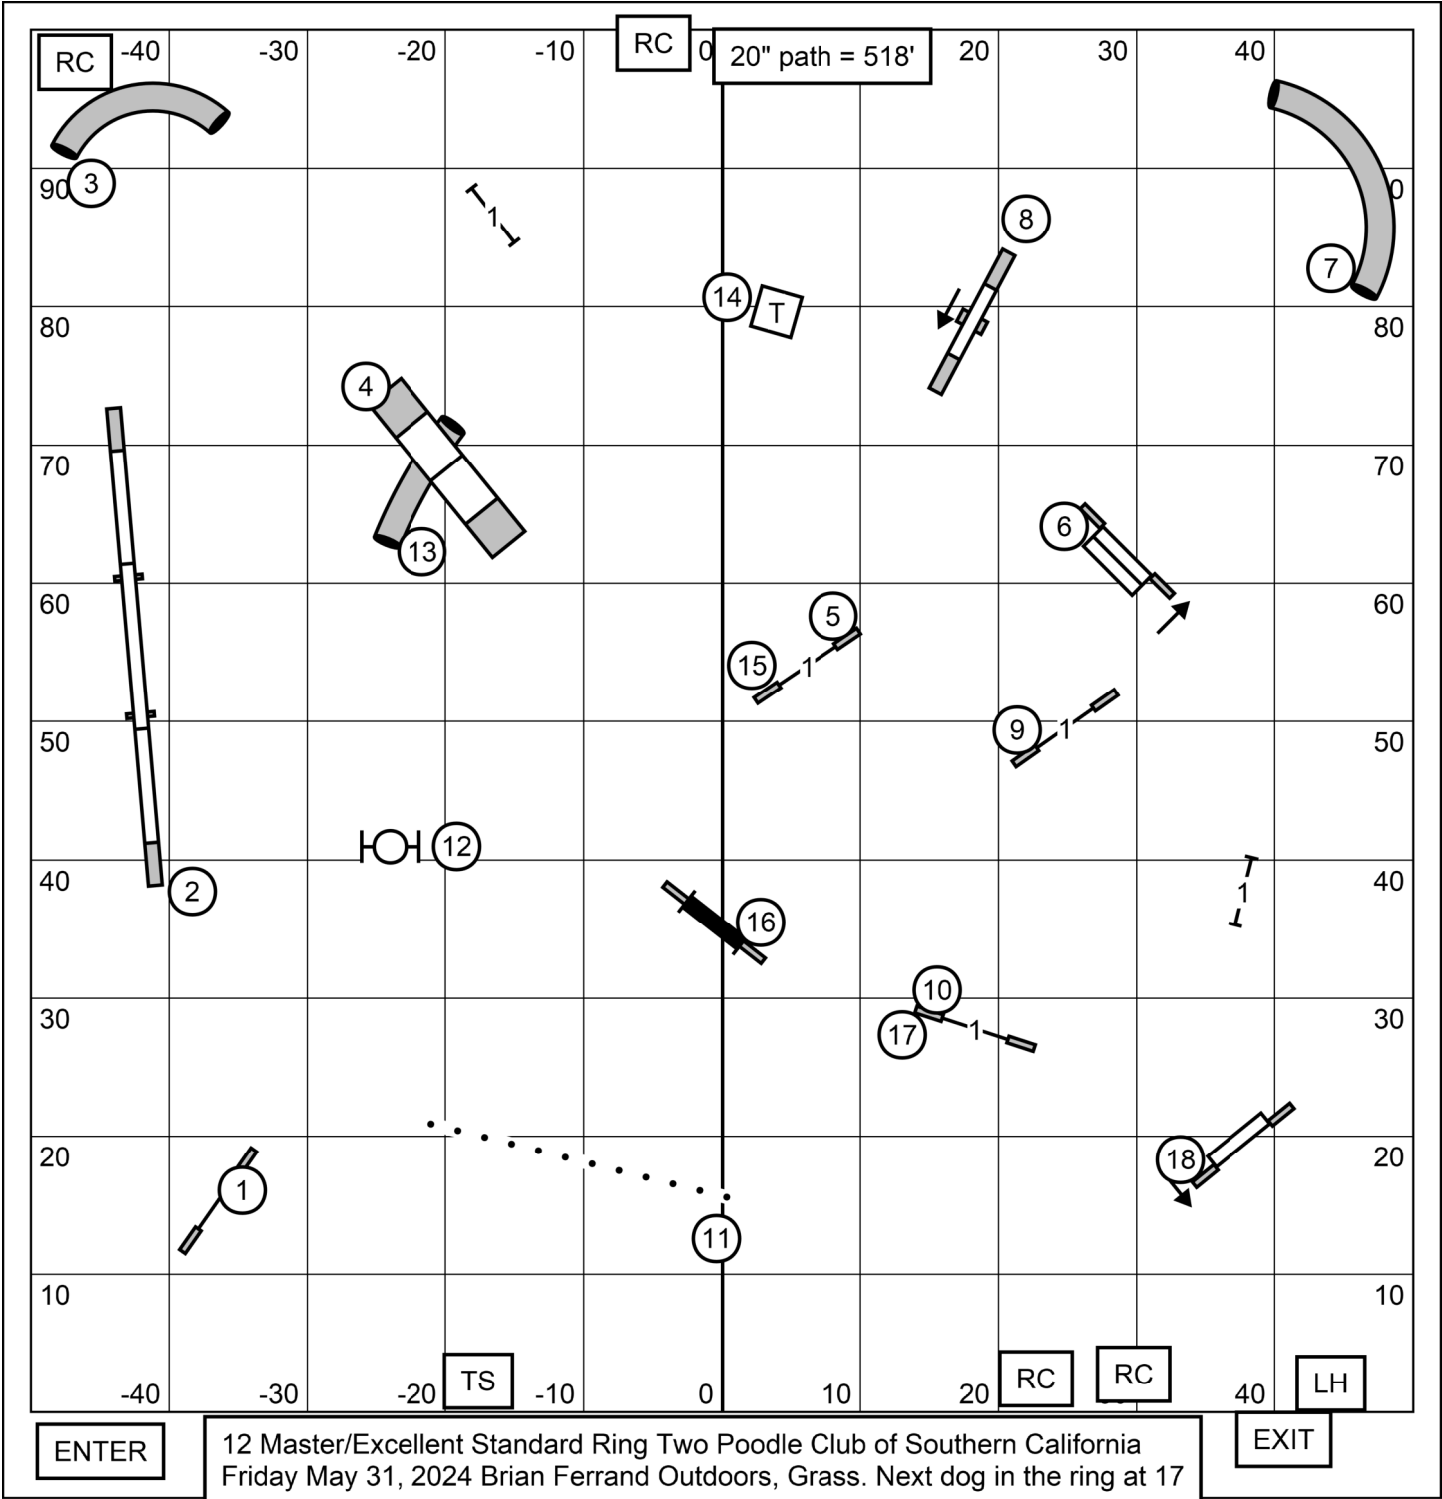 RC -40 -30 -20 -10 RC 0 20" path = 518' 20 30 40
3 90 1 8 7 0
14 T
80 80
4
70 70
6
13
60 5 60
15 1
9 1
50 50
12
40 2 16 1 40
10
30 17 1 30
20 18 20
1
11
10 10
-40 -30 -20 TS -10 0 10 20 RC RC 40 LH
ENTER EXIT
12 Master/Excellent Standard Ring Two Poodle Club of Southern California
Friday May 31, 2024 Brian Ferrand Outdoors, Grass. Next dog in the ring at 17